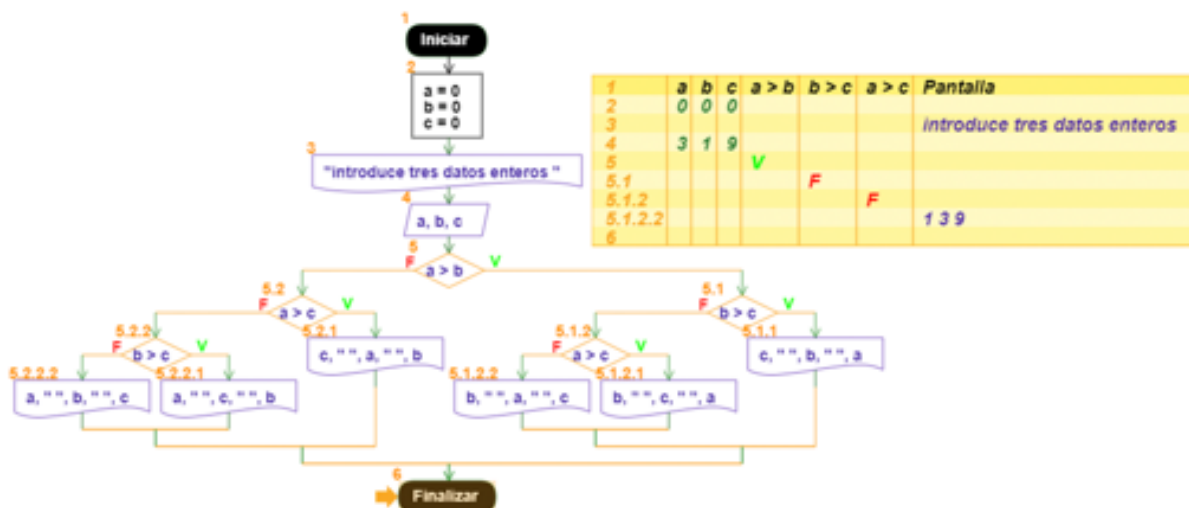 1
Iniciar
2
a = 0
b = 0
c = 0
3
"introduce tres datos enteros "
4
a, b, c
5
F a > b V
5.2
F a > c V
5.2.2
F b > c V
5.2.1
c, " ", a, " ", b
5.2.2.2
a, " ", b, " ", c
5.2.2.1
a, " ", c, " ", b
5.1
F b > c V
5.1.2
F a > c V
5.1.1
c, " ", b, " ", a
5.1.2.2
b, " ", a, " ", c
5.1.2.1
b, " ", c, " ", a
6
Finalizar
1 a b c a > b b > c a > c Pantalla
2 0 0 0
3 introduce tres datos enteros
4 3 1 9
5 V
5.1 F
5.1.2 F
5.1.2.2 1 3 9
6